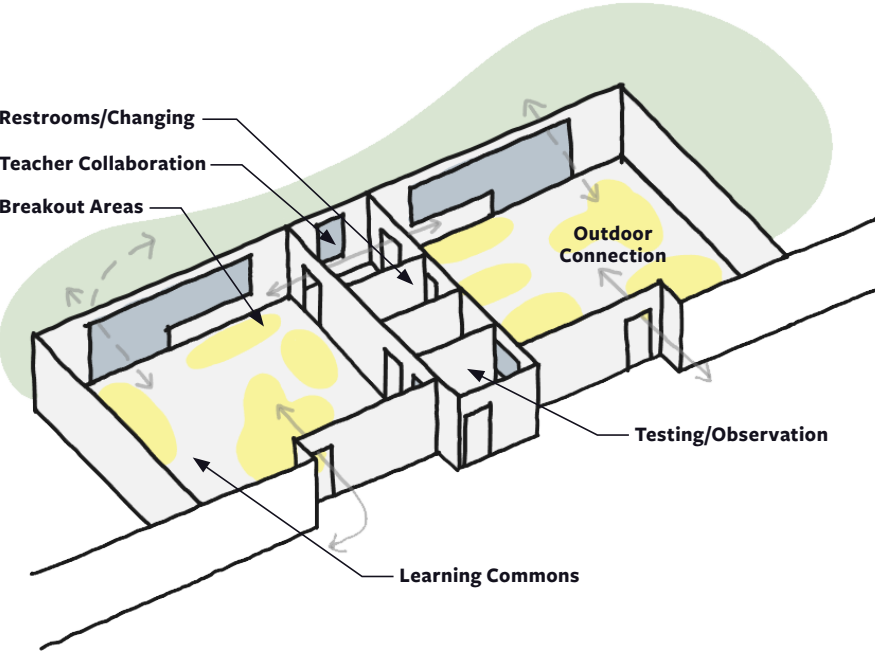 Restrooms/Changing
Teacher Collaboration
Breakout Areas
Outdoor
Connection
Testing/Observation
Learning Commons